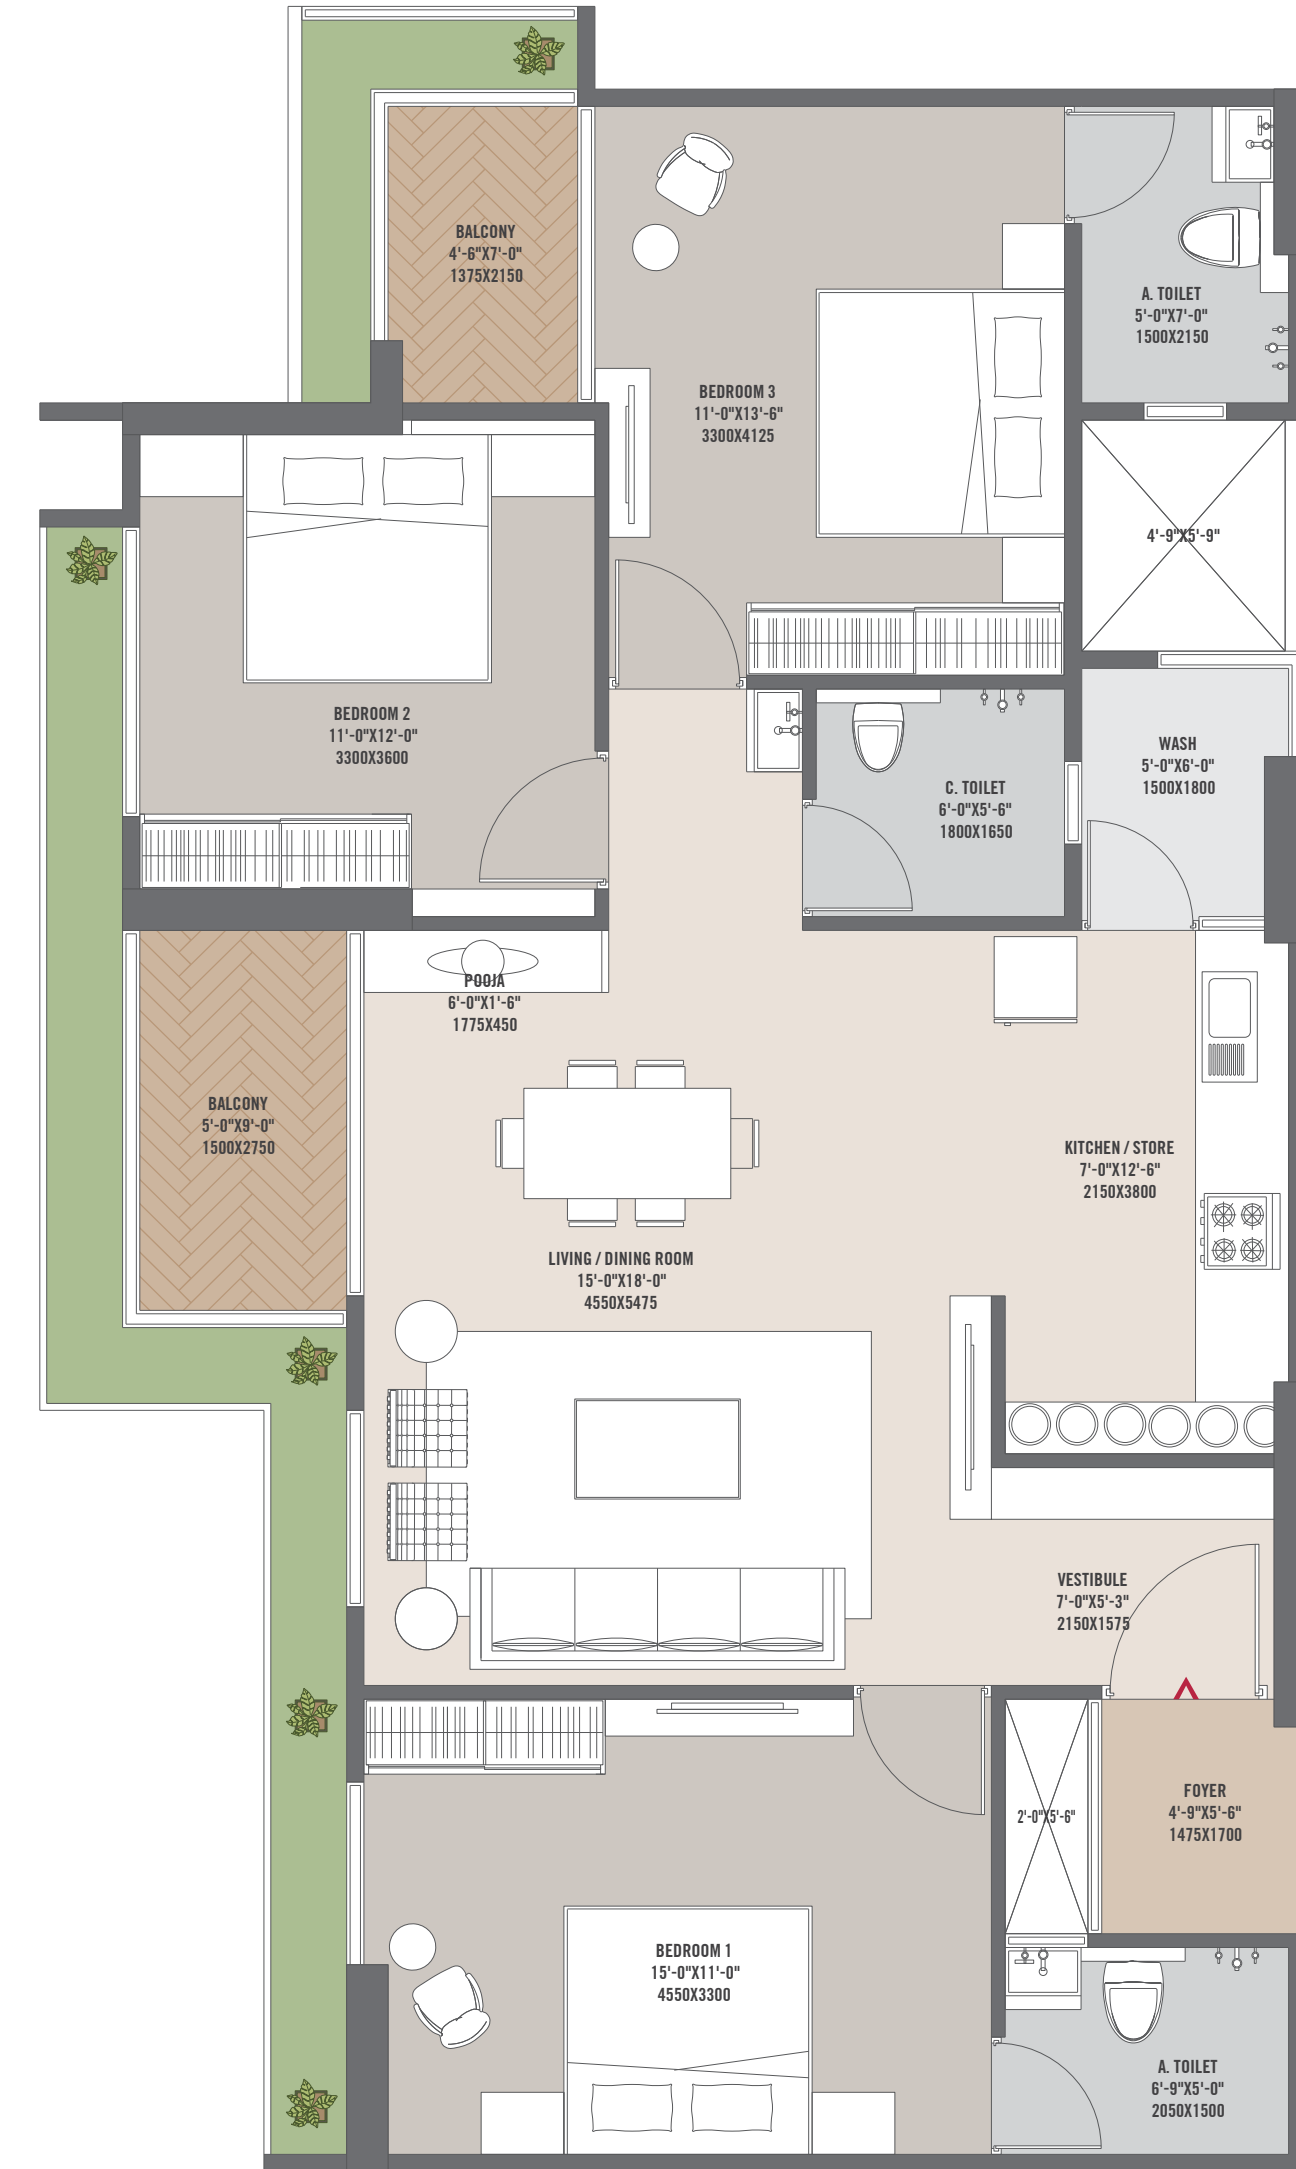 BALCONY
4'-6"X7'-0"
1375X2150
A. TOILET
5'-0"X7'-0"
1500X2150
BEDROOM 3
11'-0"X13'-6"
3300X4125
4'-9"X5'-9"
BEDROOM 2
11'-0"X12'-0"
3300X3600
WASH
5'-0"X6'-0"
1500X1800
C. TOILET
6'-0"X5'-6"
1800X1650
POOJA
6'-0"X1'-6"
1775X450
BALCONY
5'-0"X9'-0"
1500X2750
KITCHEN / STORE
7'-0"X12'-6"
2150X3800
LIVING / DINING ROOM
15'-0"X18'-0"
4550X5475
VESTIBULE
7'-0"X5'-3"
2150X1575
FOYER
4'-9"X5'-6"
1475X1700
2'-0"X5'-6"
BEDROOM 1
15'-0"X11'-0"
4550X3300
A. TOILET
6'-9"X5'-0"
2050X1500